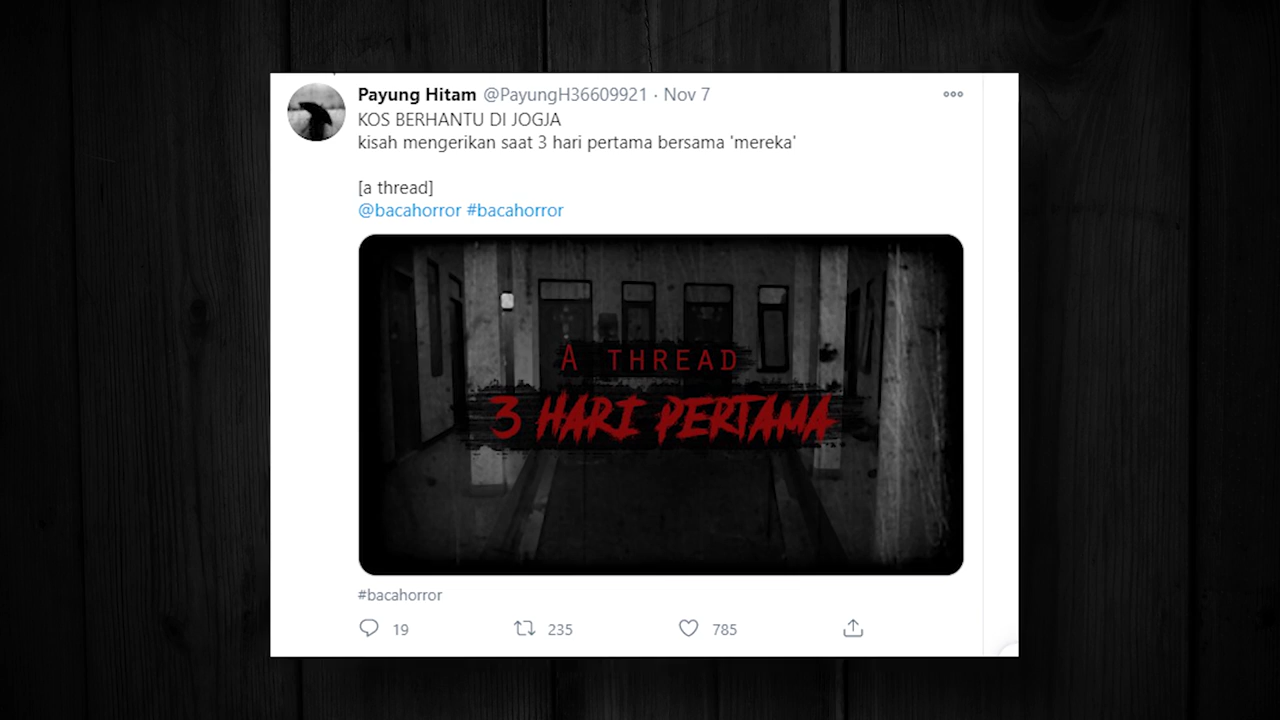 Payung Hitam @PayungH36609921 · Nov 7
KOS BERHANTU DI JOGJA
kisah mengerikan saat 3 hari pertama bersama 'mereka'
[a thread]
@bacahorror #bacahorror
A THREAD
3 HARI PERTAMA
#bacahorror
19 235 785